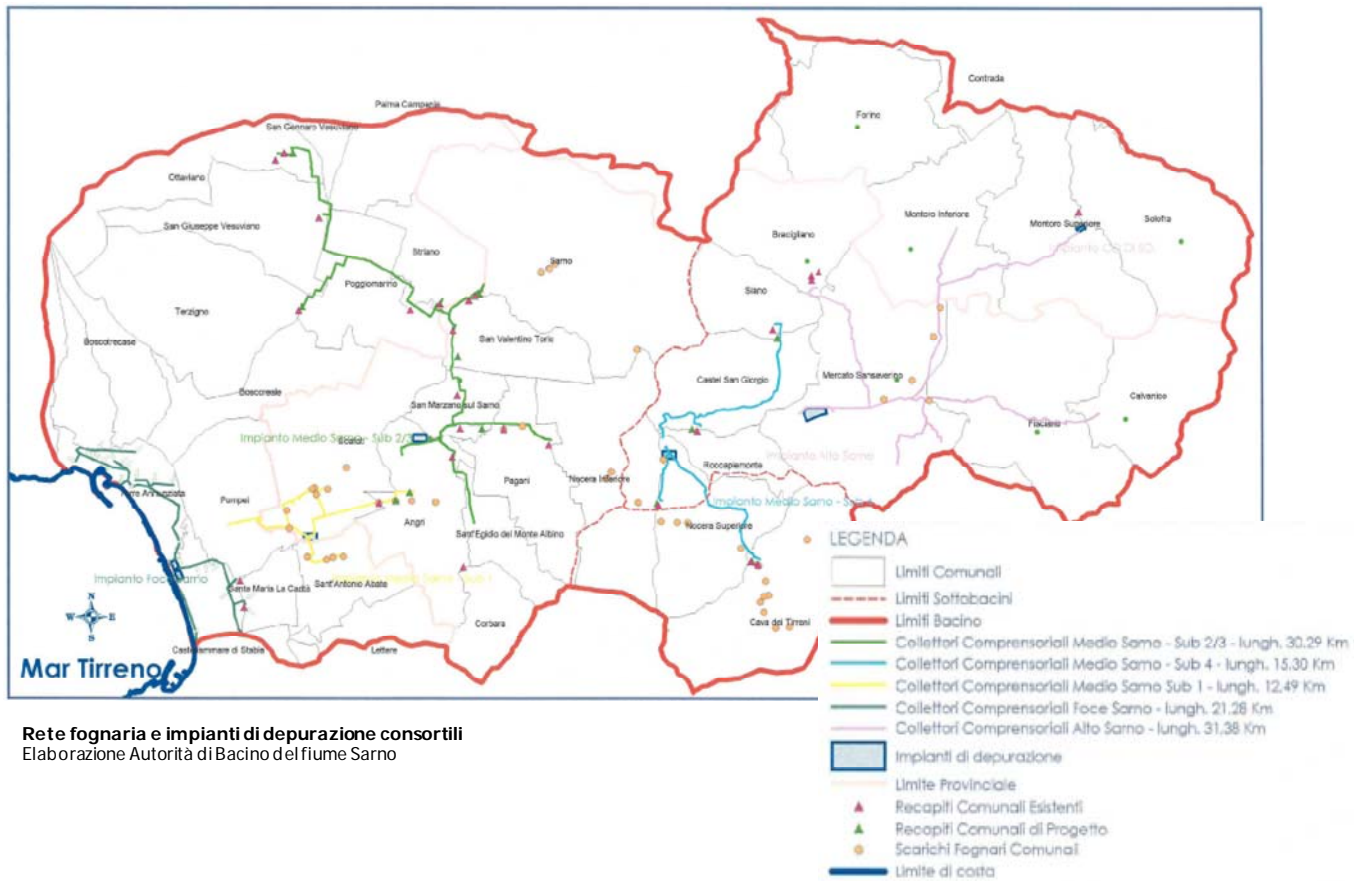 Contrada
Palma Campania
Forino
San Gennaro Vesuviano
Ottaviano
Montoro Inferiore
Montoro Superiore
Solofra
San Giuseppe Vesuviano
Bracigliano
Striano
Sarno
Poggiomarino
Siano
Terzigno
San Valentino Torio
Boscotrecase
Castel San Giorgio
Mercato Sanseverino
Boscoreale
Calvanico
San Marzano sul Sarno
Impianto Medio Sarno - Sub 2/3
Scafati
Fisciano
Impianto Alto Sarno
Roccapiemonte
Nocera Inferiore
Pagani
Torre Annunziata
Pompei
Angri
Nocera Superiore
Sant'Egidio del Monte Albino
Impianto Foce Sarno
Santa Maria La Carità
Sant'Antonio Abate
Corbara
Cava dei Tirreni
N
W
E
S
Castellammare di Stabia
Lettere
Mar Tirreno
LEGENDA
Limiti Comunali
Limiti Sottobacini
Limiti Bacino
Collettori Comprensoriali Medio Sarno - Sub 2/3 - lungh. 30,29 Km
Collettori Comprensoriali Medio Sarno - Sub 4 - lungh. 15,30 Km
Collettori Comprensoriali Medio Sarno Sub 1 - lungh. 12,49 Km
Collettori Comprensoriali Foce Sarno - lungh. 21,28 Km
Collettori Comprensoriali Alto Sarno - lungh. 31,38 Km
Impianti di depurazione
Limite Provinciale
Recapiti Comunali Esistenti
Recapiti Comunali di Progetto
Scarichi Fognari Comunali
Limite di costa
Rete fognaria e impianti di depurazione consortili
Elaborazione Autorità di Bacino del fiume Sarno